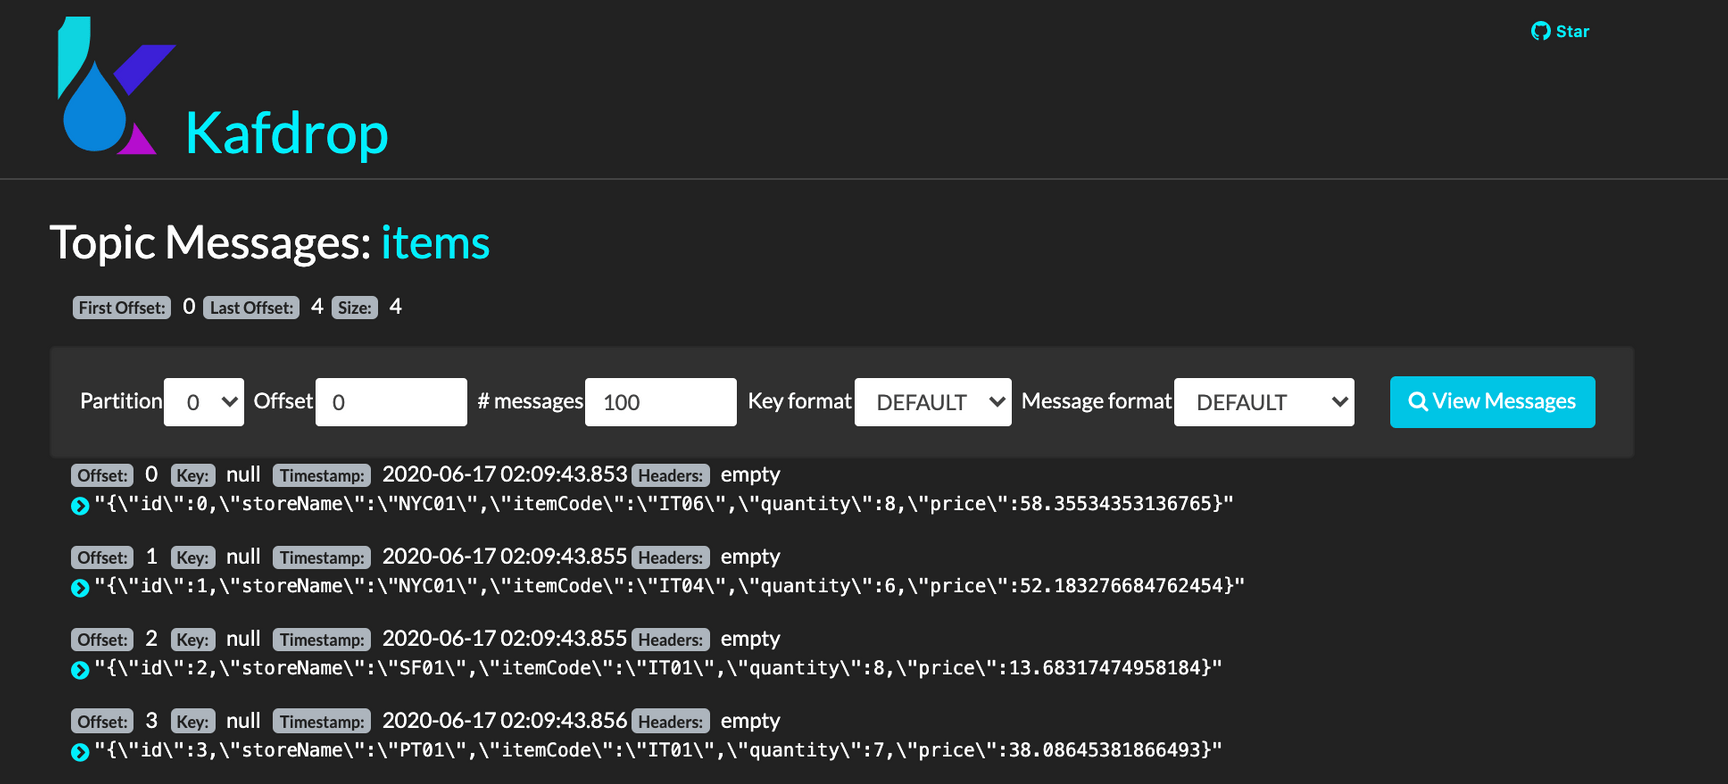 Star
Kafdrop
Topic Messages: items
First Offset: 0 Last Offset: 4 Size: 4
Partition 0 Offset 0 # messages 100 Key format DEFAULT Message format DEFAULT View Messages
Offset: 0 Key: null Timestamp: 2020-06-17 02:09:43.853 Headers: empty
"{\"id\":0,\"storeName\":\"NYC01\",\"itemCode\":\"IT06\",\"quantity\":8,\"price\":58.35534353136765}"
Offset: 1 Key: null Timestamp: 2020-06-17 02:09:43.855 Headers: empty
"{\"id\":1,\"storeName\":\"NYC01\",\"itemCode\":\"IT04\",\"quantity\":6,\"price\":52.183276684762454}"
Offset: 2 Key: null Timestamp: 2020-06-17 02:09:43.855 Headers: empty
"{\"id\":2,\"storeName\":\"SF01\",\"itemCode\":\"IT01\",\"quantity\":8,\"price\":13.68317474958184}"
Offset: 3 Key: null Timestamp: 2020-06-17 02:09:43.856 Headers: empty
"{\"id\":3,\"storeName\":\"PT01\",\"itemCode\":\"IT01\",\"quantity\":7,\"price\":38.08645381866493}"